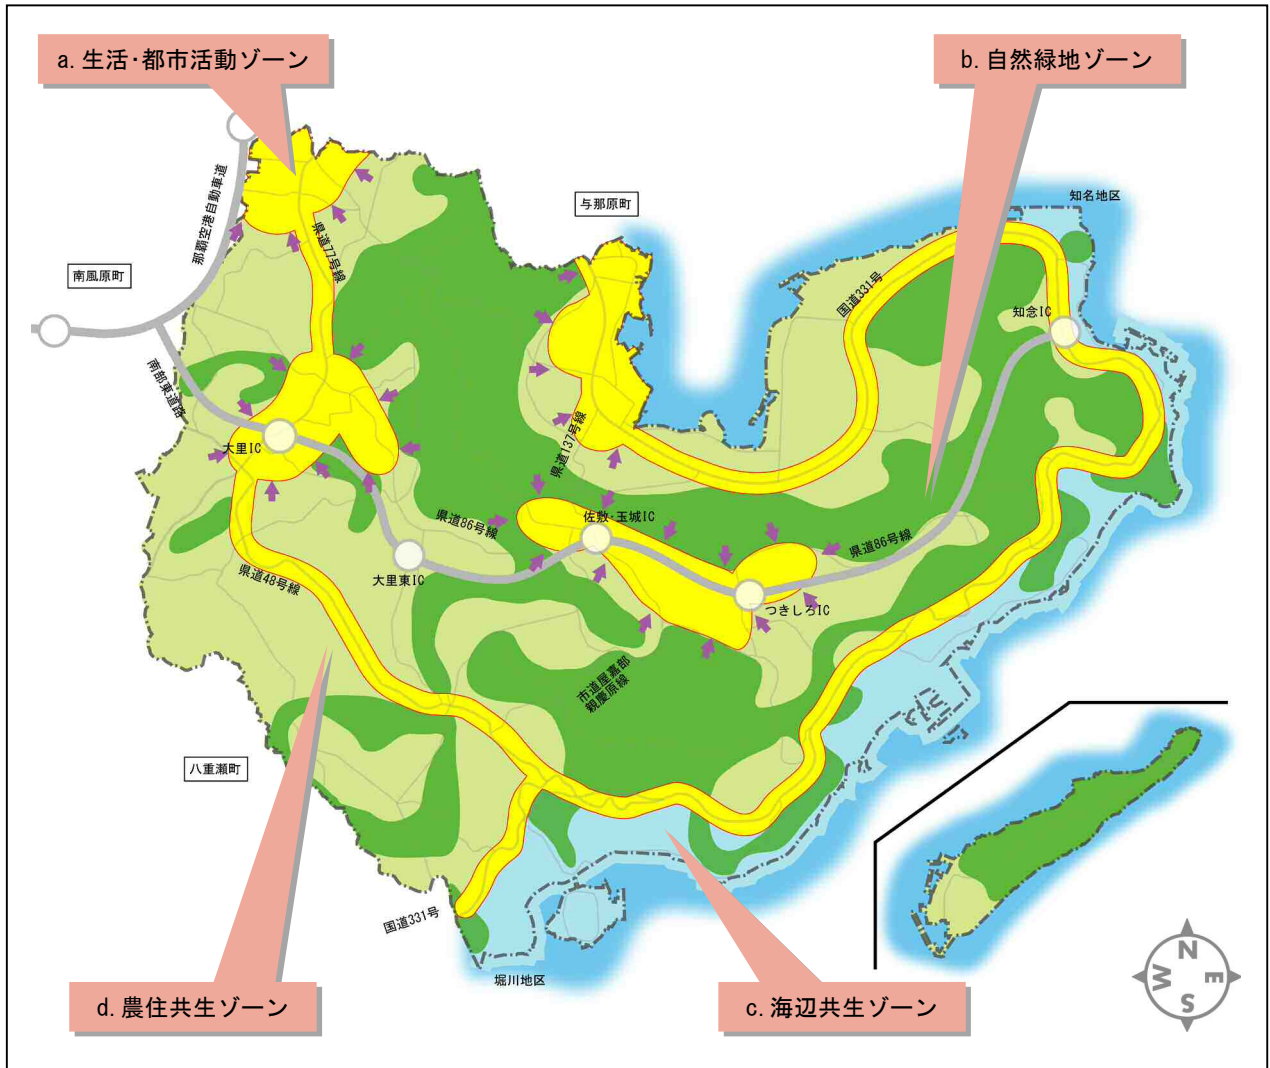 a. 生活・都市活動ゾーン
b. 自然緑地ゾーン
知名地区
与那原町
那覇空港自動車道
県道77号線
南風原町
国道331号
知念IC
南部東道路
大里IC
県道137号線
県道86号線
佐敷・玉城IC
県道86号線
大里東IC
県道48号線
つきしろIC
市道屋嘉部
親慶原線
八重瀬町
国道331号
堀川地区
d. 農住共生ゾーン
c. 海辺共生ゾーン
N
W
E
S